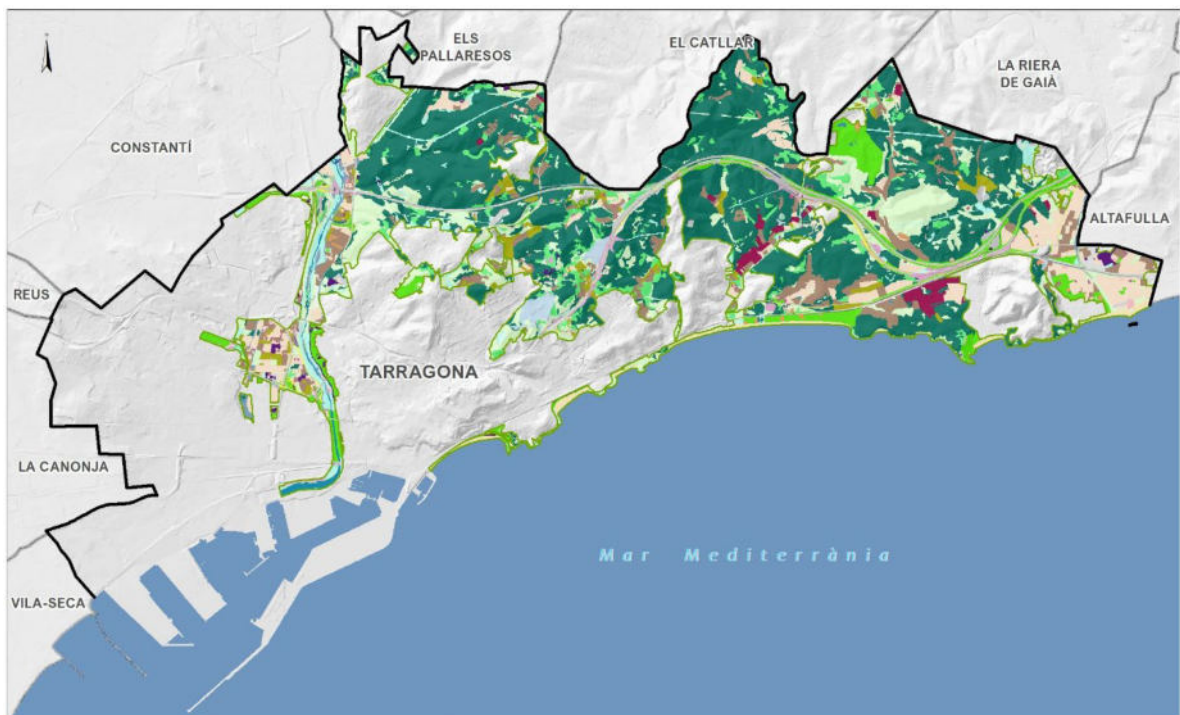 ELS
PALLARESOS
EL CATLLAR
LA RIERA
DE GAIÀ
CONSTANTÍ
ALTAFULLA
REUS
TARRAGONA
LA CANONJA
Mar Mediterrània
VILA-SECA